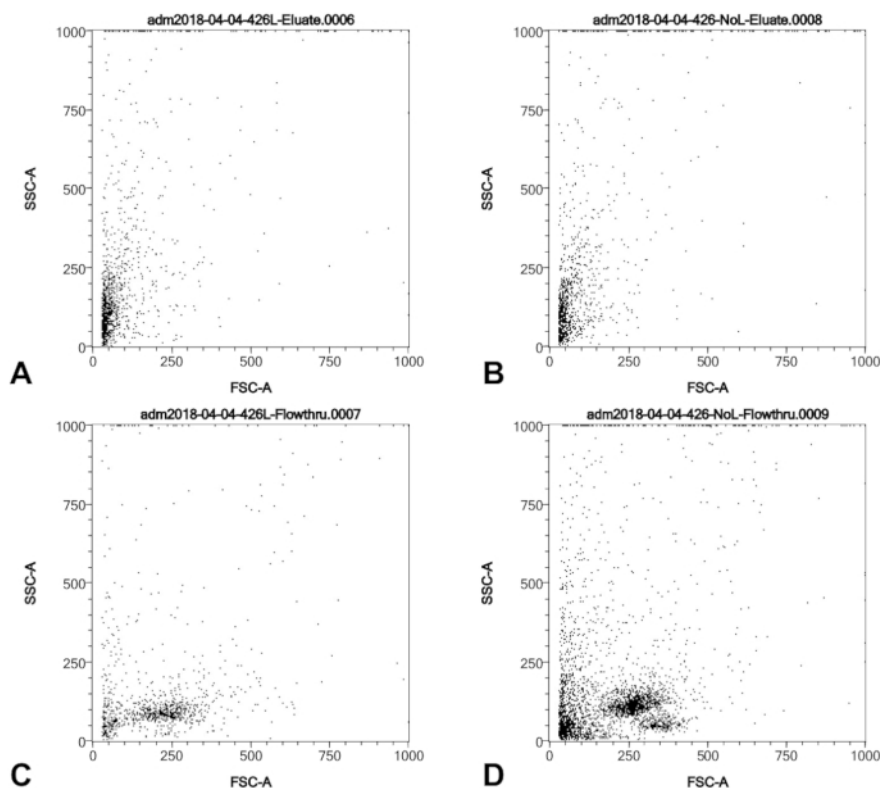 adm2018-04-04-426L-Eluate.0006
1000
750
500
250
0
SSC-A
0 250 500 750 1000
FSC-A
A
adm2018-04-04-426-NoL-Eluate.0008
1000
750
500
250
0
SSC-A
0 250 500 750 1000
FSC-A
B
adm2018-04-04-426L-Flowthru.0007
1000
750
500
250
0
SSC-A
0 250 500 750 1000
FSC-A
C
adm2018-04-04-426-NoL-Flowthru.0009
1000
750
500
250
0
SSC-A
0 250 500 750 1000
FSC-A
D